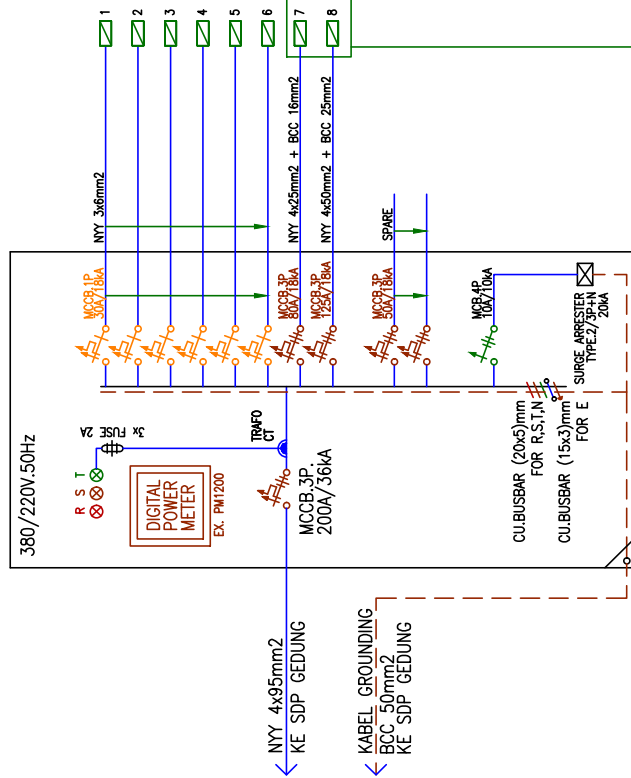 1
2
3
4
5
6
7
8
NYY 3x6mm2
NYY 4x25mm2 + BCC 16mm2
NYY 4x50mm2 + BCC 25mm2
SPARE
MCCB.1P
30A/18kA
MCCB.3P
80A/18kA
MCCB.3P
125A/18kA
MCCB.3P
50A/18kA
MCB.4P
10A/10kA
SURGE ARRESTER
TYPE.2/3P+N
20kA
380/220V.50Hz
R S T
3x FUSE 2A
TRAFO
CT
DIGITAL
POWER
METER
EX. PM1200
MCCB.3P.
200A/36kA
CU.BUSBAR (20x5)mm
FOR R,S,T,N
CU.BUSBAR (15x3)mm
FOR E
NYY 4x95mm2
KE SDP GEDUNG
KABEL GROUNDING
BCC 50mm2
KE SDP GEDUNG